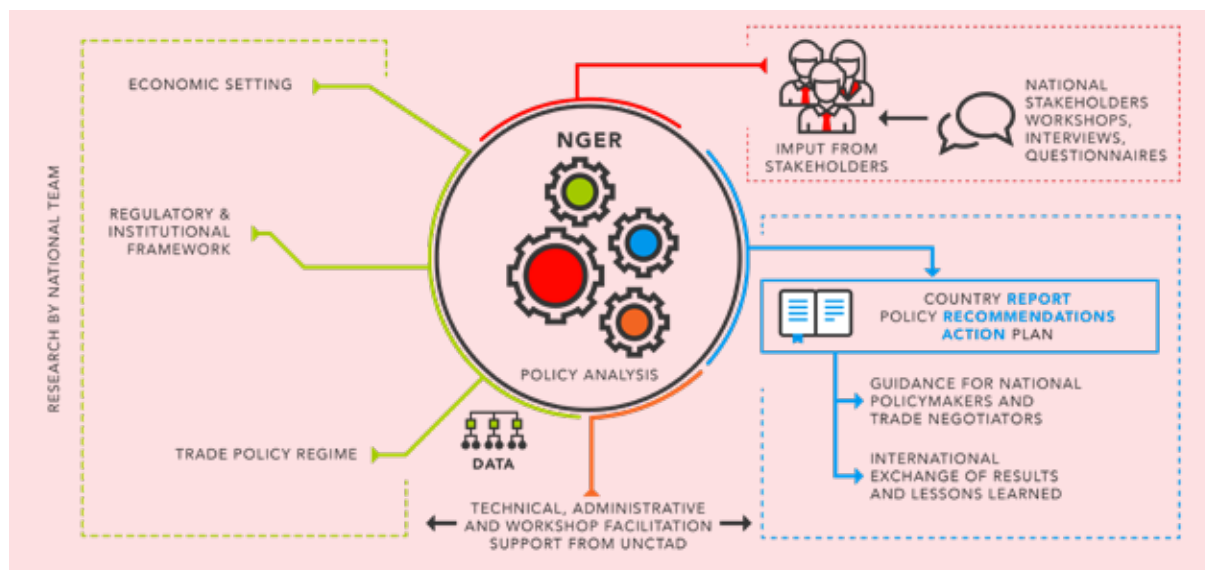 RESEARCH BY NATIONAL TEAM
ECONOMIC SETTING
REGULATORY &
INSTITUTIONAL
FRAMEWORK
TRADE POLICY REGIME
NGER
POLICY ANALYSIS
DATA
TECHNICAL, ADMINISTRATIVE
AND WORKSHOP FACILITATION
SUPPORT FROM UNCTAD
IMPUT FROM
STAKEHOLDERS
NATIONAL
STAKEHOLDERS
WORKSHOPS,
INTERVIEWS,
QUESTIONNAIRES
COUNTRY REPORT
POLICY RECOMMENDATIONS
ACTION PLAN
GUIDANCE FOR NATIONAL
POLICYMAKERS AND
TRADE NEGOTIATORS
INTERNATIONAL
EXCHANGE OF RESULTS
AND LESSONS LEARNED